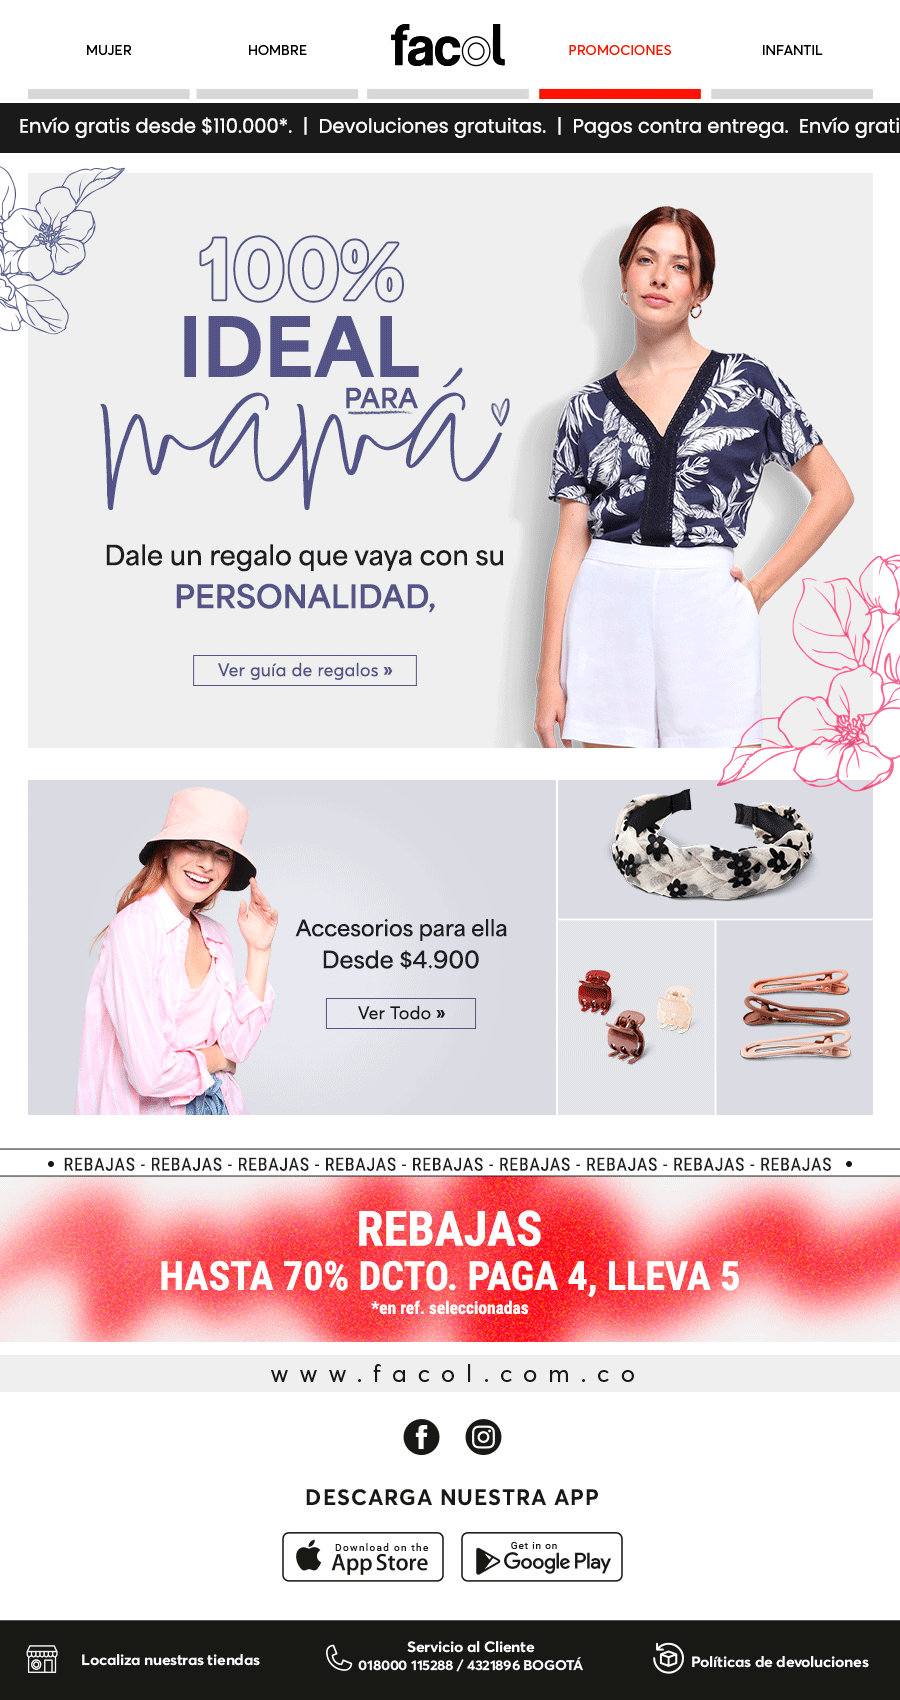 MUJER
HOMBRE
facol
PROMOCIONES
INFANTIL
Envío gratis desde $110.000*. | Devoluciones gratuitas. | Pagos contra entrega. Envío grati
100%
IDEAL
PARA
mamá
Dale un regalo que vaya con su
PERSONALIDAD,
Ver guía de regalos »
Accesorios para ella
Desde $4.900
Ver Todo »
• REBAJAS - REBAJAS - REBAJAS - REBAJAS - REBAJAS - REBAJAS - REBAJAS - REBAJAS - REBAJAS •
REBAJAS
HASTA 70% DCTO. PAGA 4, LLEVA 5
*en ref. seleccionadas
www.facol.com.co
DESCARGA NUESTRA APP
Download on the
App Store
Get in on
Google Play
Localiza nuestras tiendas
Servicio al Cliente
018000 115288 / 4321896 BOGOTÁ
Políticas de devoluciones